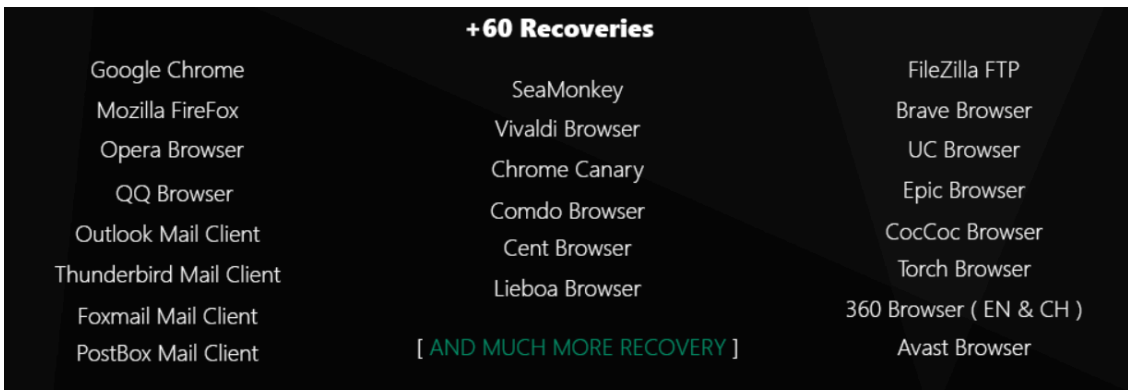 +60 Recoveries
Google Chrome
Mozilla FireFox
Opera Browser
QQ Browser
Outlook Mail Client
Thunderbird Mail Client
Foxmail Mail Client
PostBox Mail Client
SeaMonkey
Vivaldi Browser
Chrome Canary
Comdo Browser
Cent Browser
Lieboa Browser
[ AND MUCH MORE RECOVERY ]
FileZilla FTP
Brave Browser
UC Browser
Epic Browser
CocCoc Browser
Torch Browser
360 Browser ( EN & CH )
Avast Browser